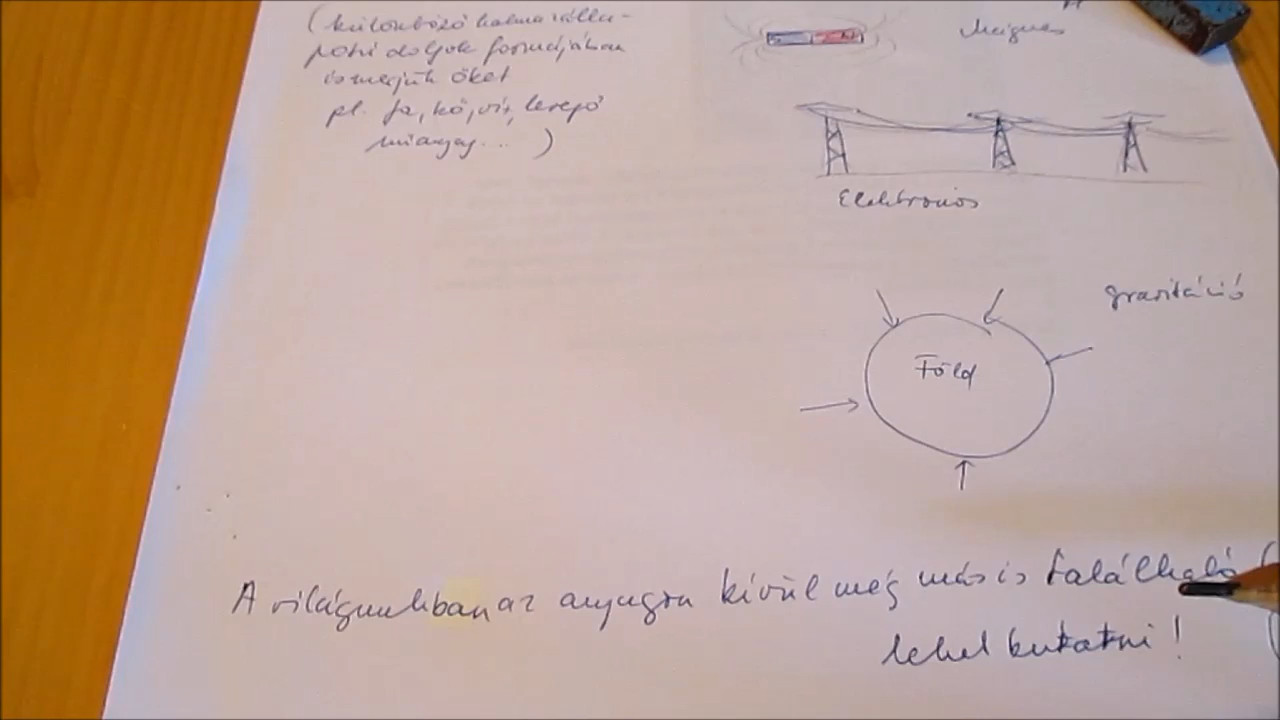 (különböző halmazálla-
potú dolgok formájában
ismerjük őket
pl. fa, kő, víz, levegő
műanyag... )
Mágnes
Elektromos
gravitáció
Föld
A világunkban az anyagon kívül még más is található (
lehet kutatni!